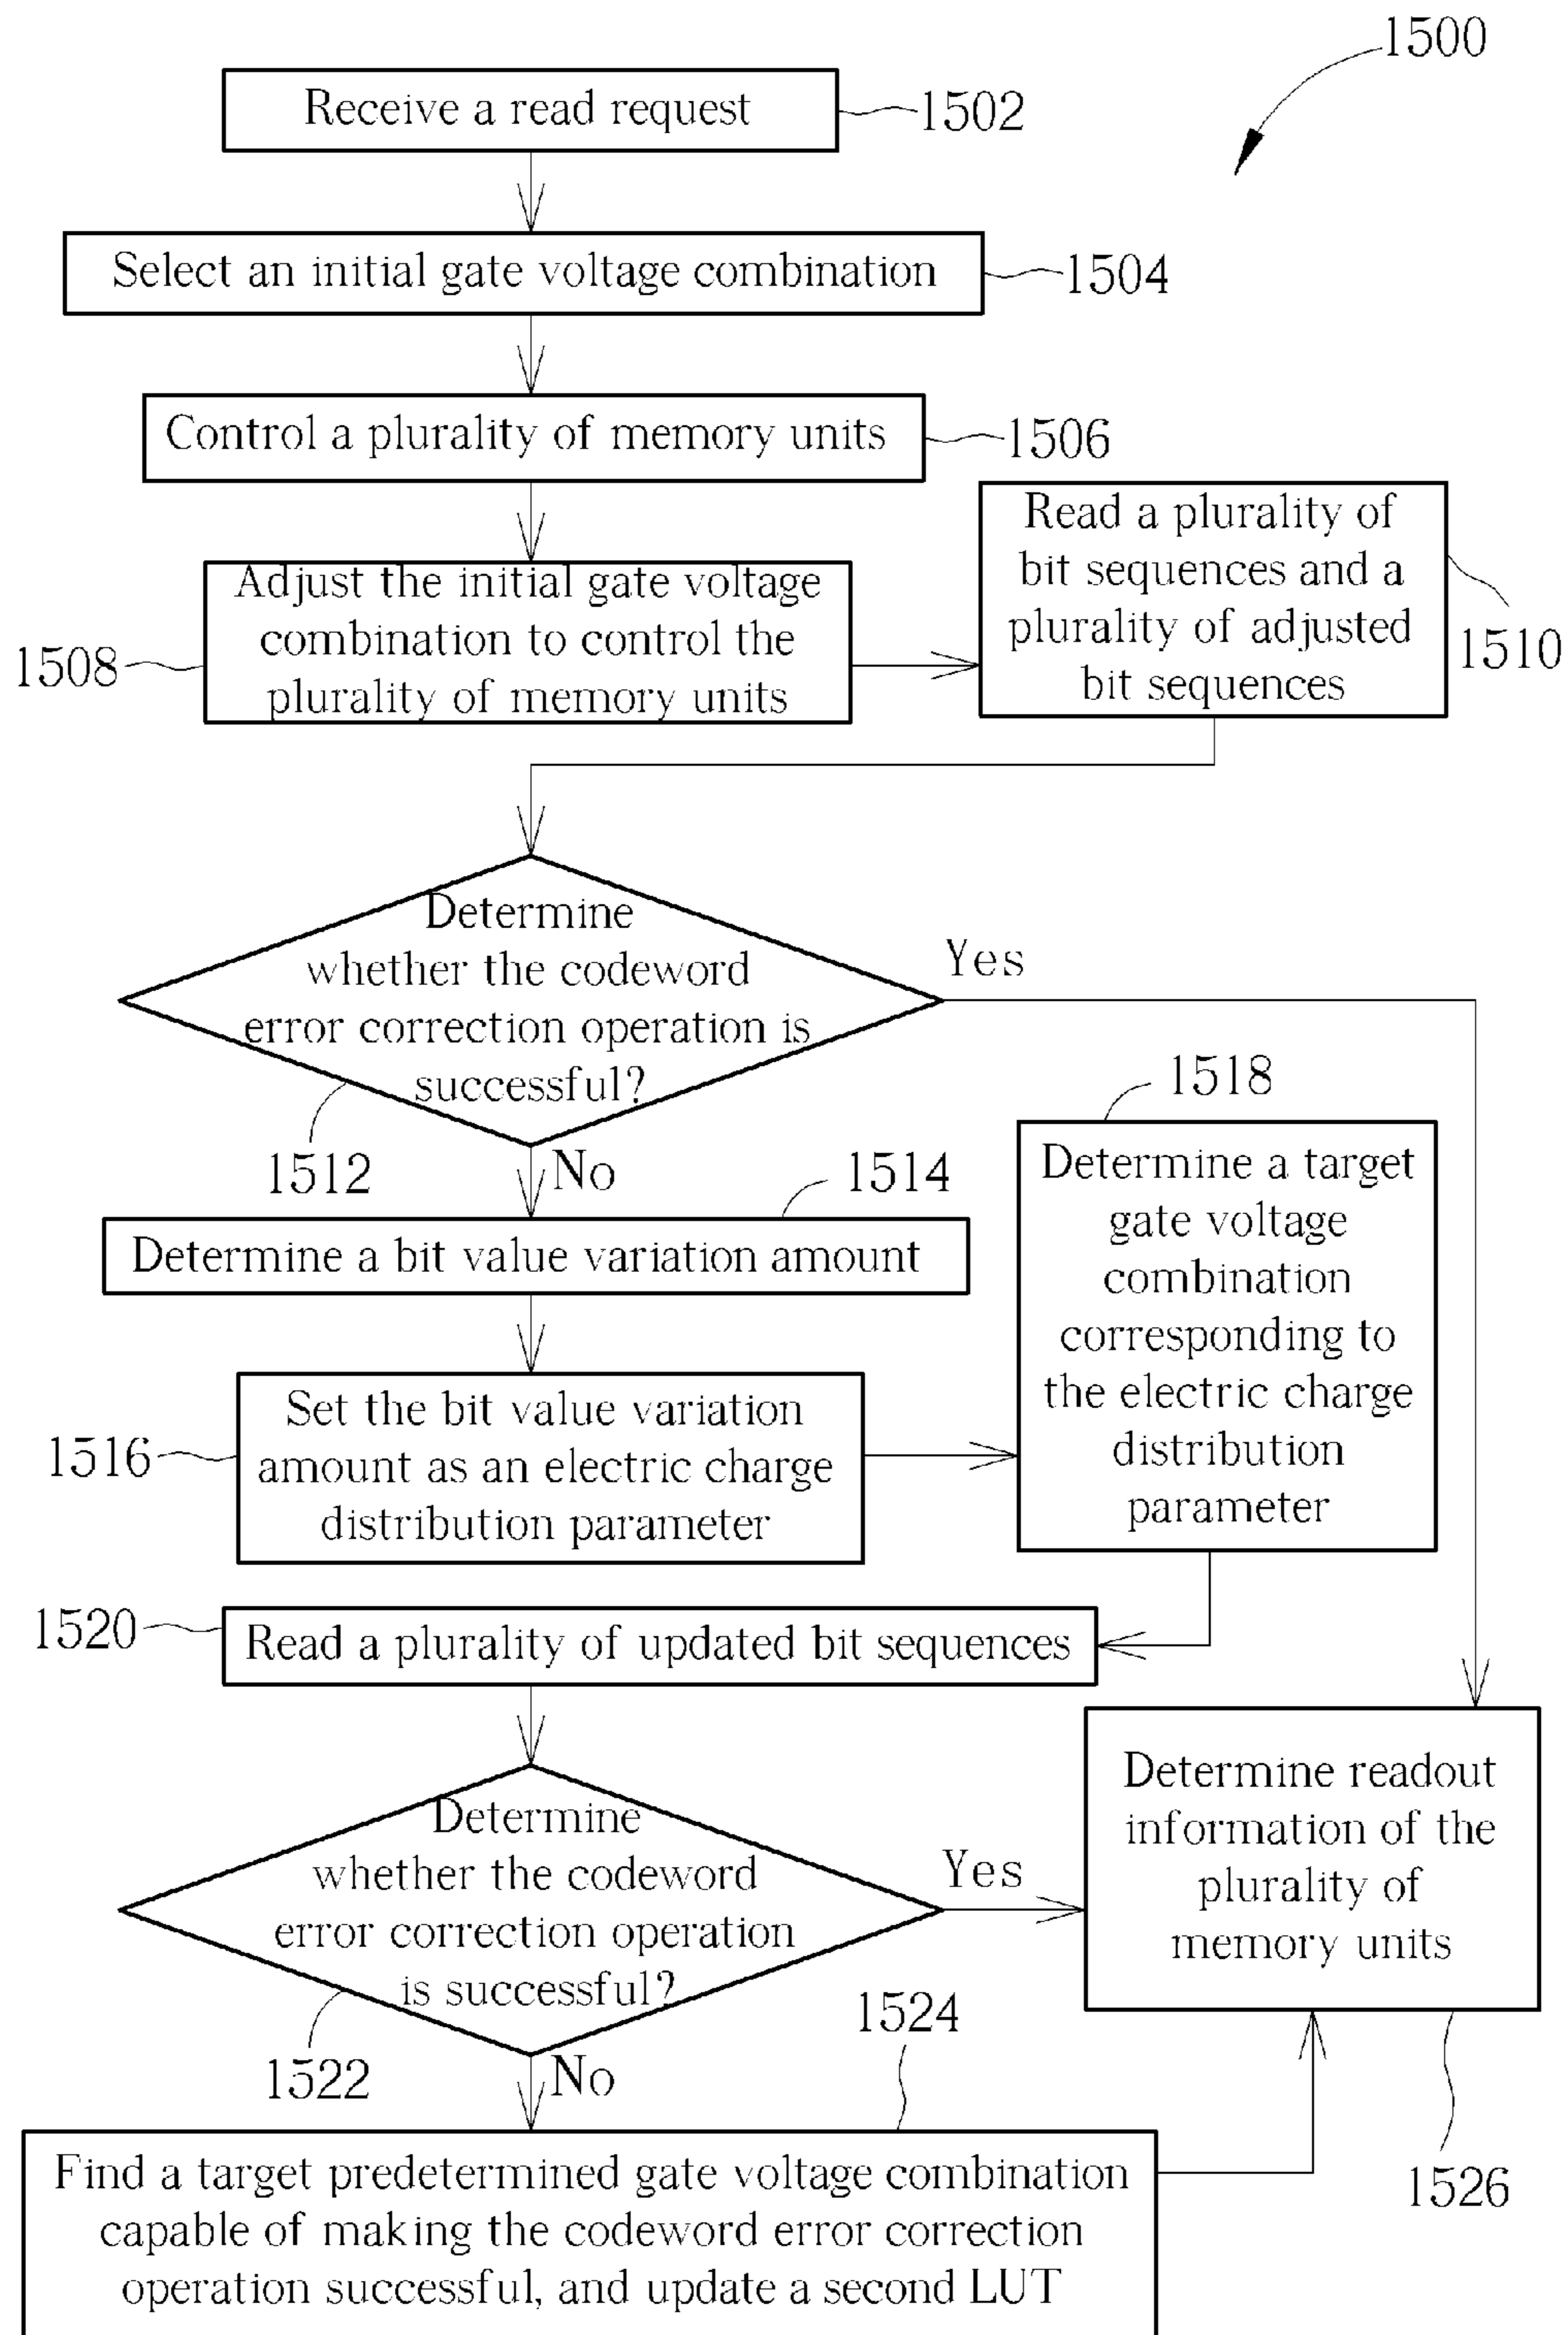 1500
Receive a read request
1502
Select an initial gate voltage combination
1504
Control a plurality of memory units
1506
Adjust the initial gate voltage
combination to control the
plurality of memory units
1508
Read a plurality of
bit sequences and a
plurality of adjusted
bit sequences
1510
Determine
whether the codeword
error correction operation is
successful?
Yes
1512
No
1514
Determine a bit value variation amount
Set the bit value variation
amount as an electric charge
distribution parameter
1516
1518
Determine a target
gate voltage
combination
corresponding to
the electric charge
distribution
parameter
1520
Read a plurality of updated bit sequences
Determine
whether the codeword
error correction operation
is successful?
Yes
1522
No
Determine readout
information of the
plurality of
memory units
1526
1524
Find a target predetermined gate voltage combination
capable of making the codeword error correction
operation successful, and update a second LUT